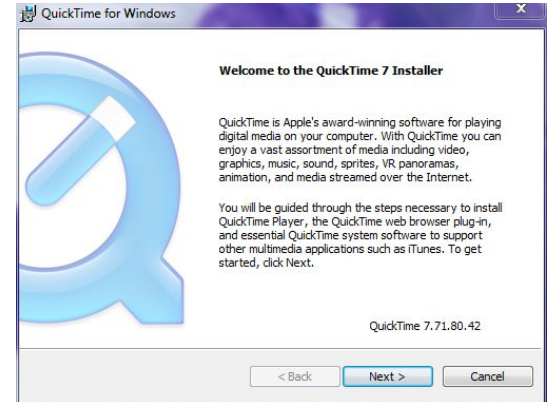 QuickTime for Windows
Welcome to the QuickTime 7 Installer
QuickTime is Apple's award-winning software for playing
digital media on your computer. With QuickTime you can
enjoy a vast assortment of media including video,
graphics, music, sound, sprites, VR panoramas,
animation, and media streamed over the Internet.
You will be guided through the steps necessary to install
QuickTime Player, the QuickTime web browser plug-in,
and essential QuickTime system software to support
other multimedia applications such as iTunes. To get
started, click Next.
QuickTime 7.71.80.42
< Back Next > Cancel